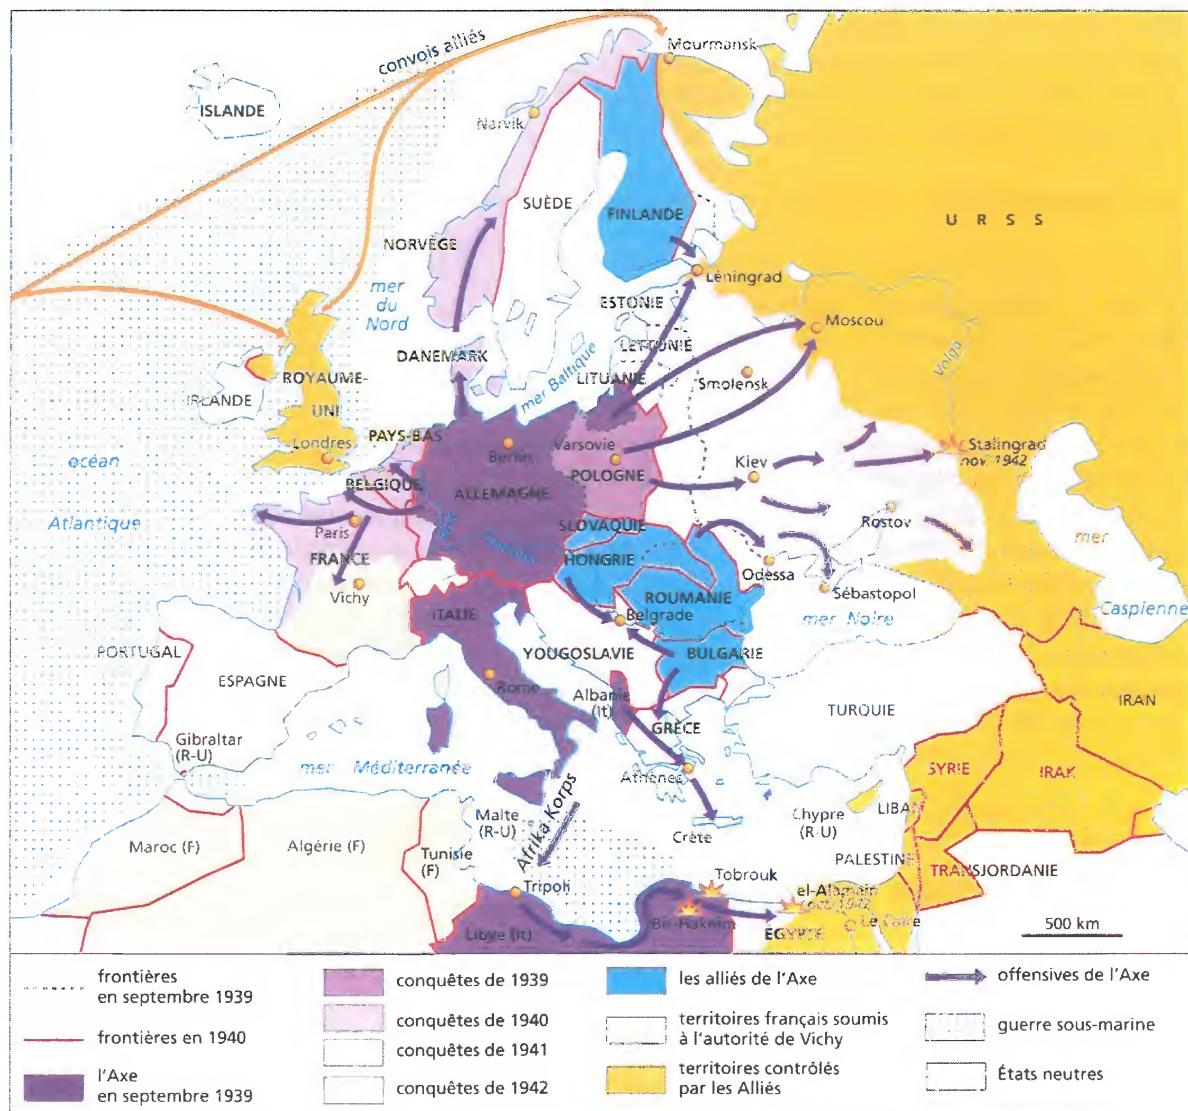 convois alliés
Mourmansk
ISLANDE
Narvik
SUÈDE
FINLANDE
U R S S
NORVÈGE
mer
du
Nord
Léningrad
ESTONIE
Moscou
LETTONIE
DANEMARK
mer Baltique
LITUANIE
Smolensk
Volga
ROYAUME-
UNI
IRLANDE
Londres
PAYS-BAS
Berlin
Varsovie
POLOGNE
Kiev
Stalingrad
nov. 1942
océan
Atlantique
BELGIQUE
ALLEMAGNE
Paris
FRANCE
SLOVAQUIE
HONGRIE
Rostov
mer
Caspienne
Odessa
Vichy
ROUMANIE
Sébastopol
ITALIE
Belgrade
mer Noire
PORTUGAL
ESPAGNE
YOUGOSLAVIE
BULGARIE
Rome
Albanie
(It)
GRÈCE
TURQUIE
IRAN
Gibraltar
(R-U)
mer Méditerranée
Athènes
SYRIE
IRAK
Malte
(R-U)
Afrika-Korps
Crète
Chypre
(R-U)
LIBAN
Maroc (F)
Algérie (F)
Tunisie
(F)
PALESTINE
TRANSJORDANIE
Tripoli
Tobrouk
el-Alamein
oct. 1942
Libye (It)
Bir-Hakeim
ÉGYPTE
Le Caire
500 km
frontières
en septembre 1939
frontières en 1940
l'Axe
en septembre 1939
conquêtes de 1939
conquêtes de 1940
conquêtes de 1941
conquêtes de 1942
les alliés de l'Axe
territoires français soumis
à l'autorité de Vichy
territoires contrôlés
par les Alliés
offensives de l'Axe
guerre sous-marine
États neutres